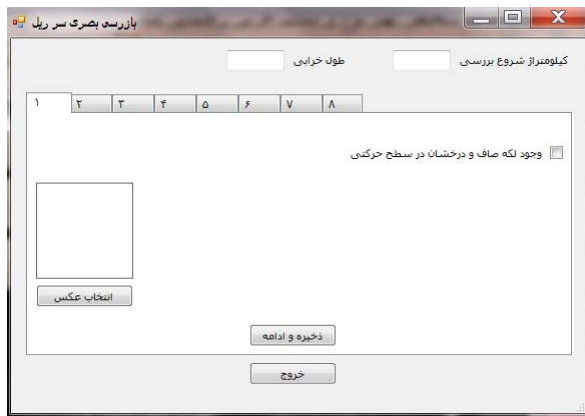 بازرسی بصری سر ریل
کیلومتراژ شروع بررسی
طول خرابی
۱ ۲ ۳ ۴ ۵ ۶ ۷ ۸
وجود لکه صاف و درخشان در سطح حرکتی
انتخاب عکس
ذخیره و ادامه
خروج